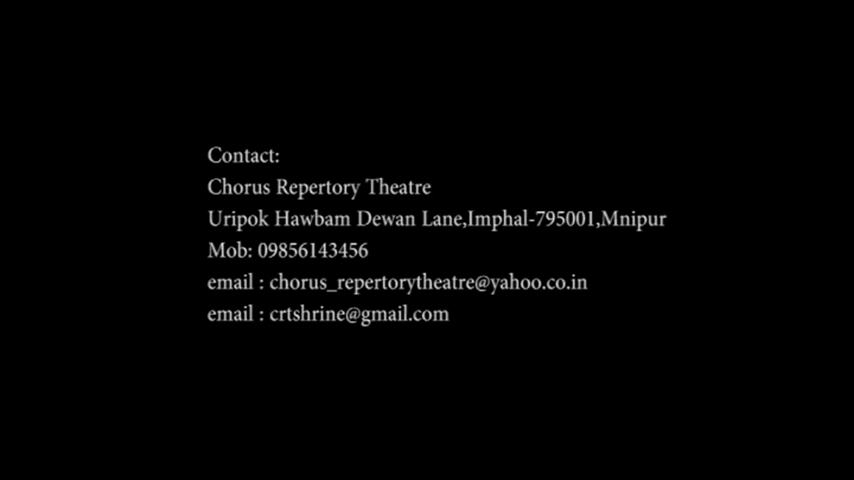 Contact:
Chorus Repertory Theatre
Uripok Hawbam Dewan Lane,Imphal-795001,Mnipur
Mob: 09856143456
email : chorus_repertorytheatre@yahoo.co.in
email : crtshrine@gmail.com